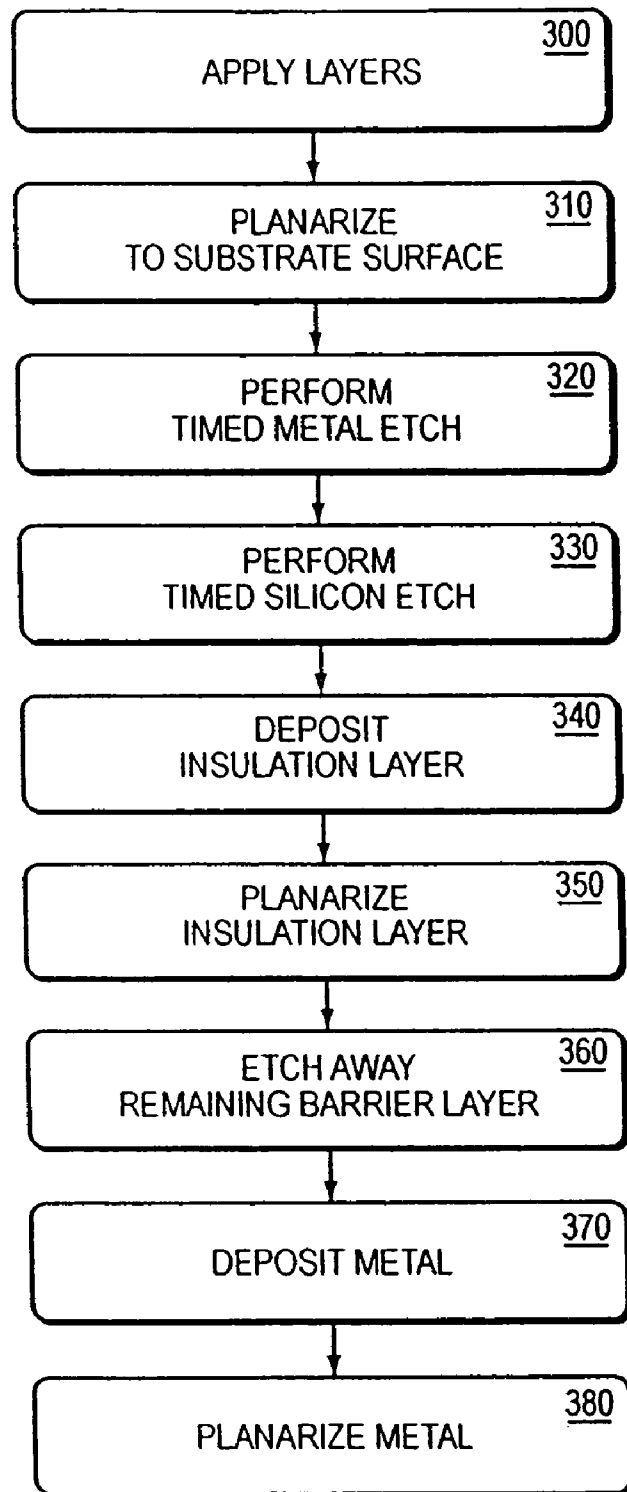 300
APPLY LAYERS
310
PLANARIZE
TO SUBSTRATE SURFACE
320
PERFORM
TIMED METAL ETCH
330
PERFORM
TIMED SILICON ETCH
340
DEPOSIT
INSULATION LAYER
350
PLANARIZE
INSULATION LAYER
360
ETCH AWAY
REMAINING BARRIER LAYER
370
DEPOSIT METAL
380
PLANARIZE METAL